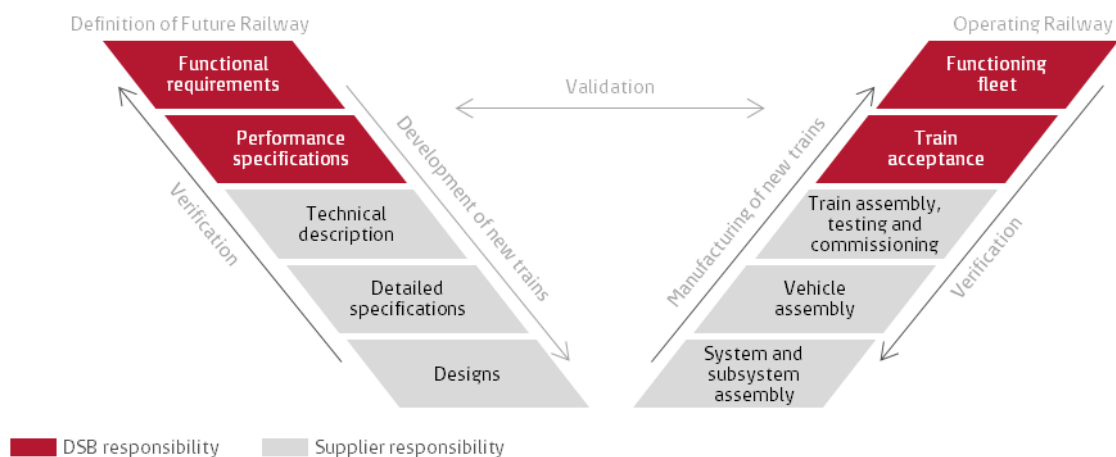 Definition of Future Railway
Operating Railway
Functional
requirements
Performance
specifications
Technical
description
Detailed
specifications
Designs
Verification
Development of new trains
Validation
Manufacturing of new trains
Functioning
fleet
Train
acceptance
Train assembly,
testing and
commissioning
Vehicle
assembly
System and
subsystem
assembly
Verification
DSB responsibility
Supplier responsibility